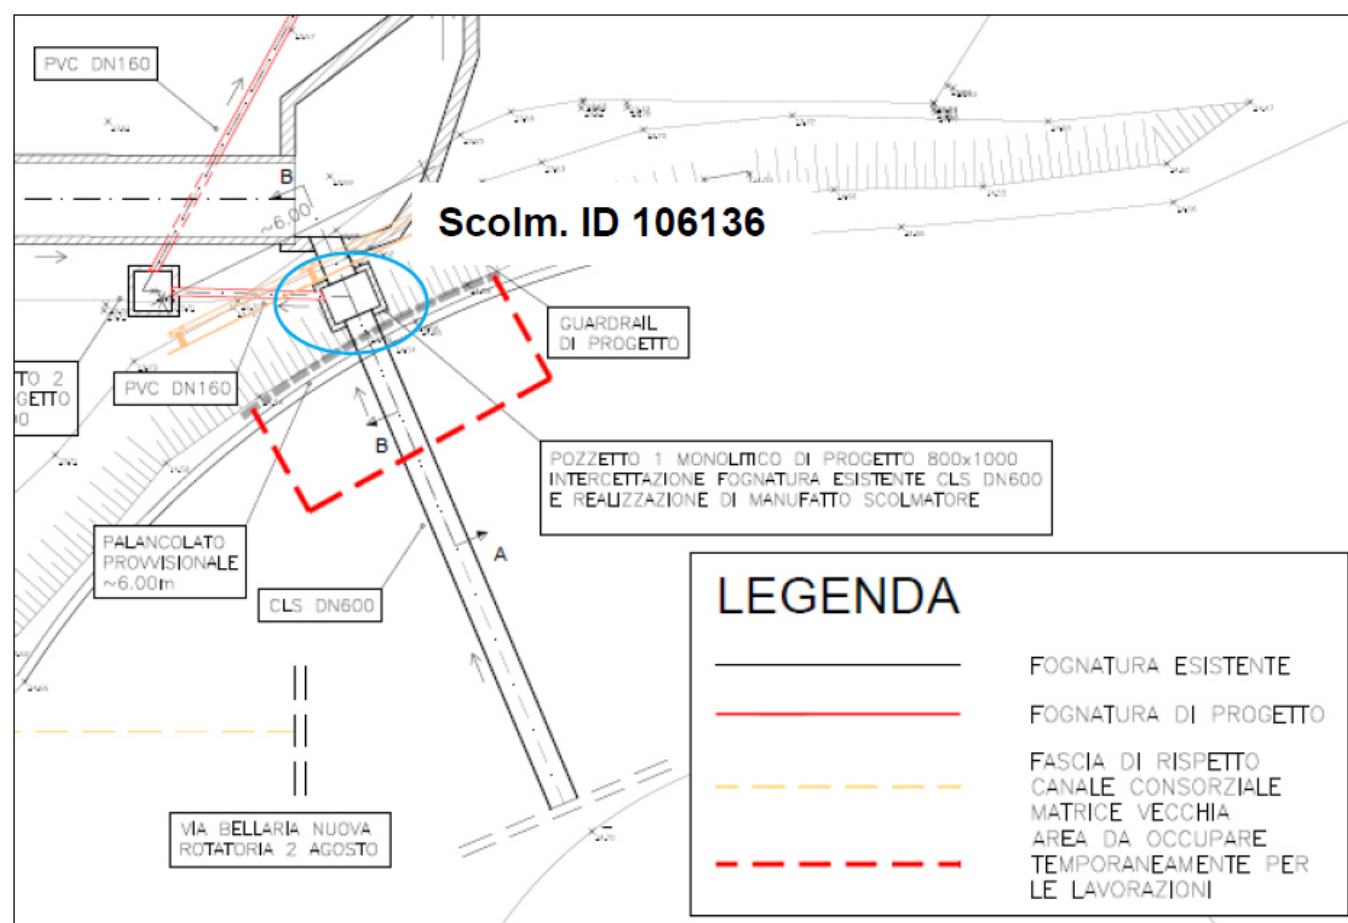 PVC DN160
B
~6.00
Scolm. ID 106136
GUARDRAIL
DI PROGETTO
TO 2
GETTO
PVC DN160
B
POZZETTO 1 MONOLITICO DI PROGETTO 800x1000
INTERCETTAZIONE FOGNATURA ESISTENTE CLS DN600
E REALIZZAZIONE DI MANUFATTO SCOLMATORE
PALANCOLATO
PROVVISIONALE
~6.00m
A
CLS DN600
VIA BELLARIA NUOVA
ROTATORIA 2 AGOSTO
LEGENDA
FOGNATURA ESISTENTE
FOGNATURA DI PROGETTO
FASCIA DI RISPETTO
CANALE CONSORZIALE
MATRICE VECCHIA
AREA DA OCCUPARE
TEMPORANEAMENTE PER
LE LAVORAZIONI